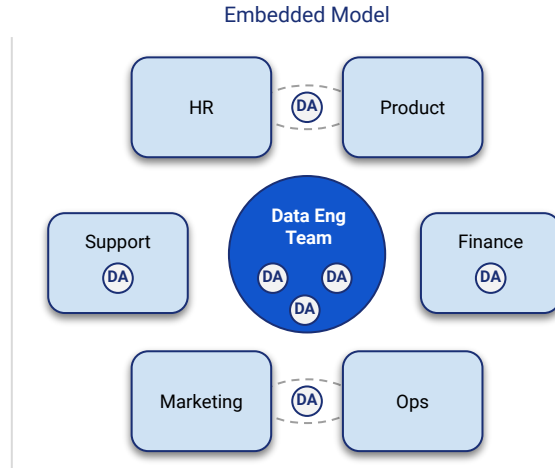 Embedded Model
HR
DA
Product
Data Eng
Team
Support
DA
DA
DA
DA
Finance
DA
Marketing
DA
Ops